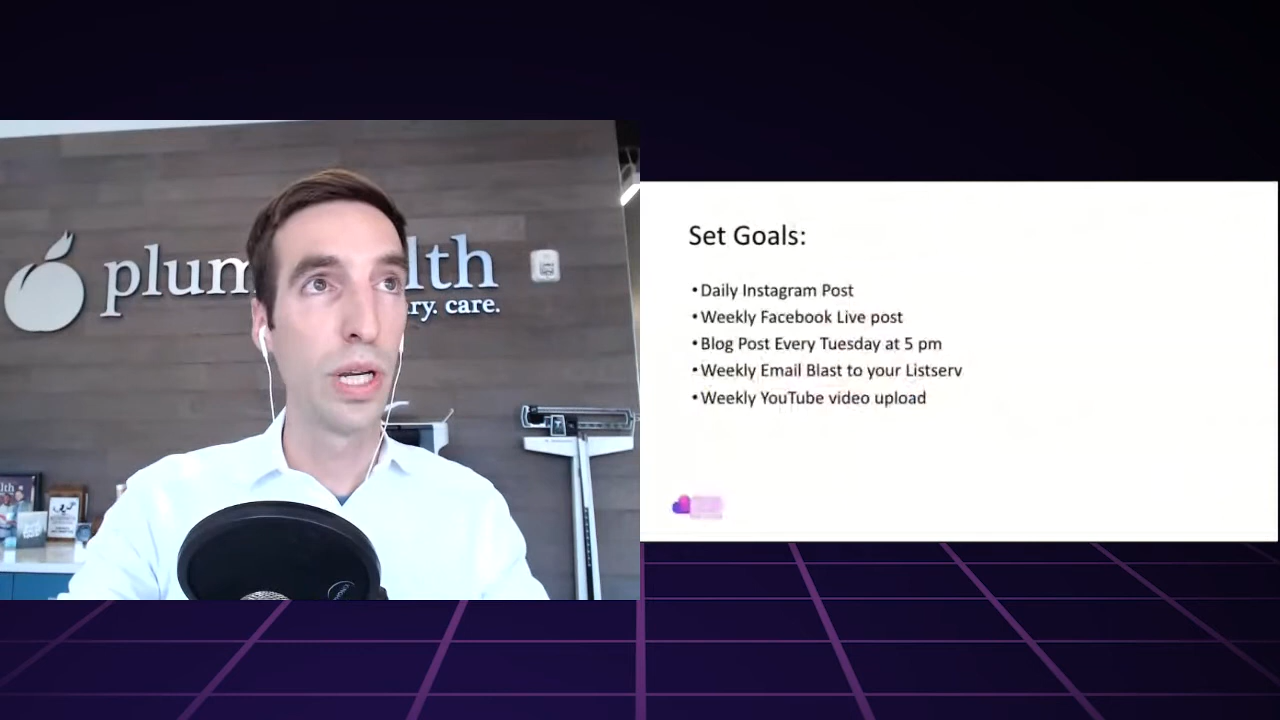 plum lth
ry. care.
lth
Set Goals:
•Daily Instagram Post
•Weekly Facebook Live post
•Blog Post Every Tuesday at 5 pm
•Weekly Email Blast to your Listserv
•Weekly YouTube video upload